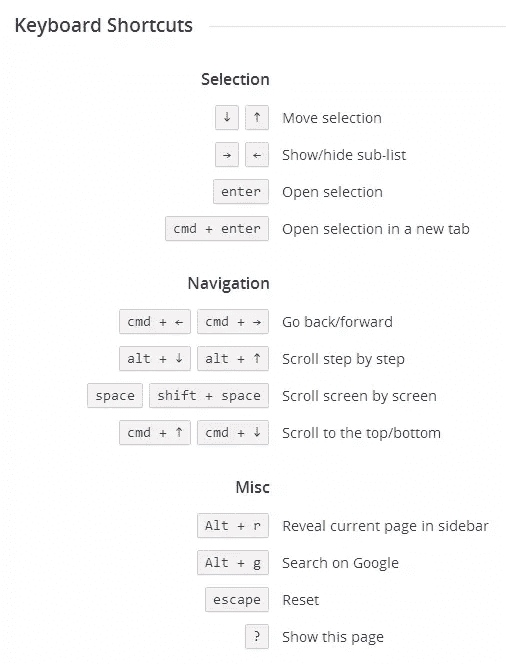 Keyboard Shortcuts
Selection
↓ ↑ Move selection
→ ← Show/hide sub-list
enter Open selection
cmd + enter Open selection in a new tab
Navigation
cmd + ← cmd + → Go back/forward
alt + ↓ alt + ↑ Scroll step by step
space shift + space Scroll screen by screen
cmd + ↑ cmd + ↓ Scroll to the top/bottom
Misc
Alt + r Reveal current page in sidebar
Alt + g Search on Google
escape Reset
? Show this page